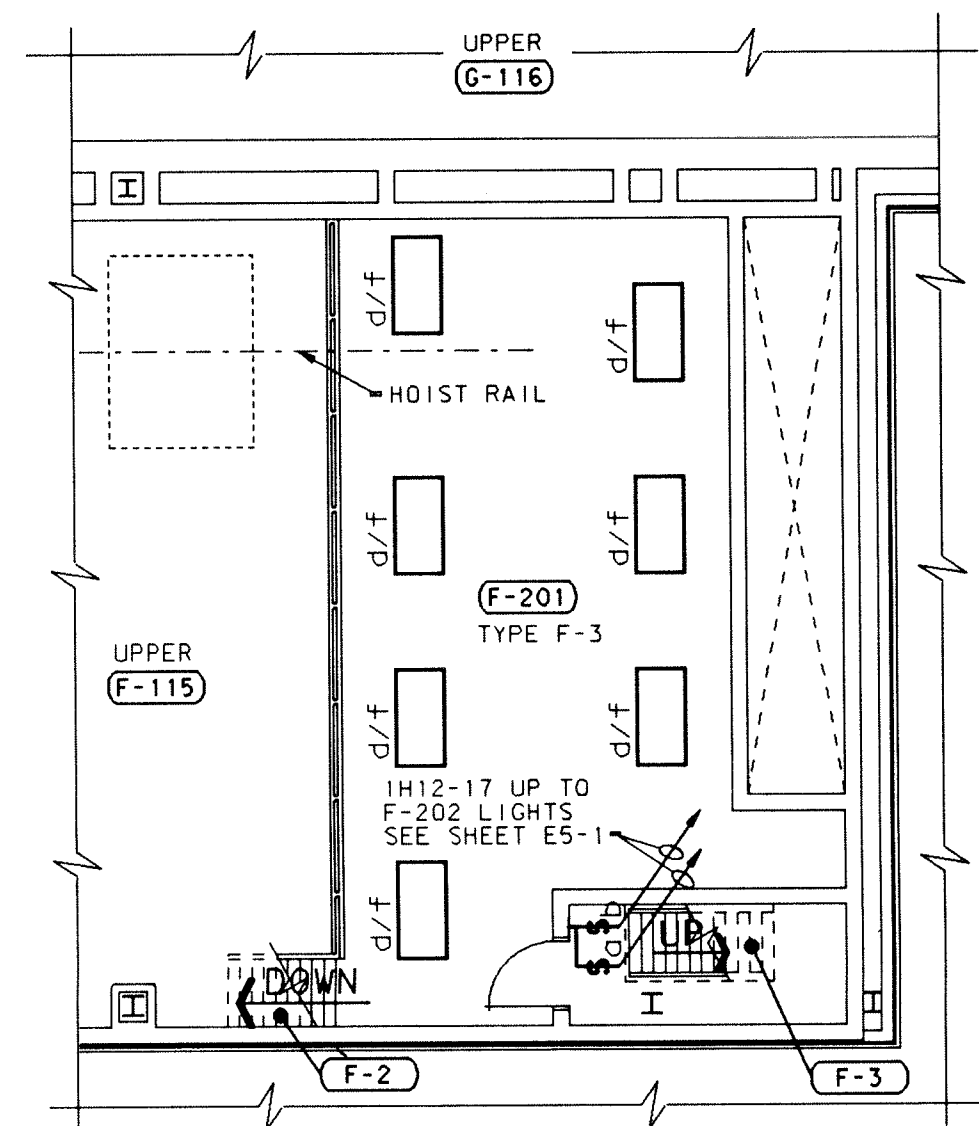 UPPER
G-116
d/f
d/f
HOIST RAIL
d/f
d/f
F-201
TYPE F-3
UPPER
F-115
d/f
d/f
1H12-17 UP TO
F-202 LIGHTS
SEE SHEET E5-1
d/f
D
S
D
S
UP
DOWN
I
I
I
I
F-2
F-3